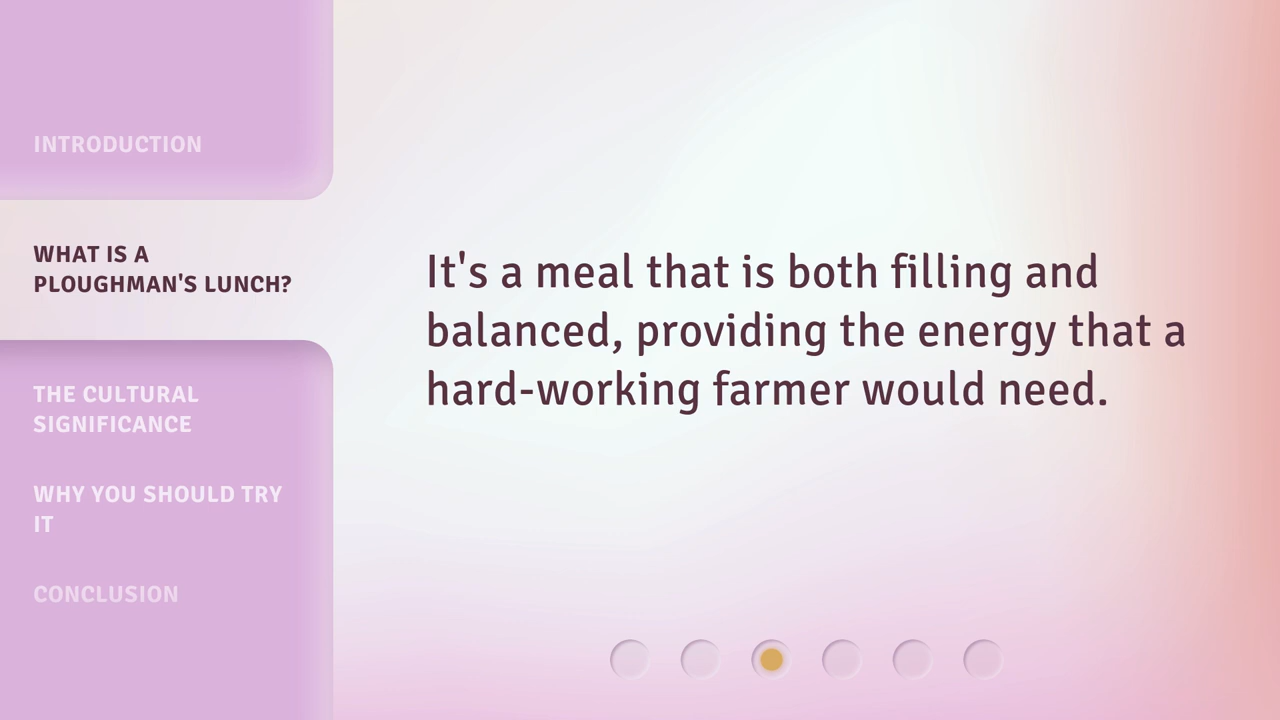 INTRODUCTION
WHAT IS A
PLOUGHMAN'S LUNCH?
THE CULTURAL
SIGNIFICANCE
WHY YOU SHOULD TRY
IT
CONCLUSION
It's a meal that is both filling and
balanced, providing the energy that a
hard-working farmer would need.